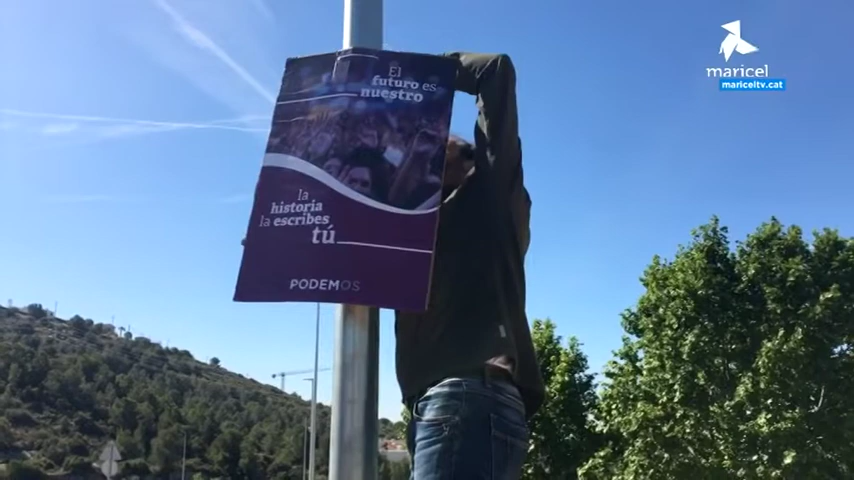 maricel
mariceltv.cat
El
futuro es
nuestro
la
historia
la escribes
tú
PODEMOS